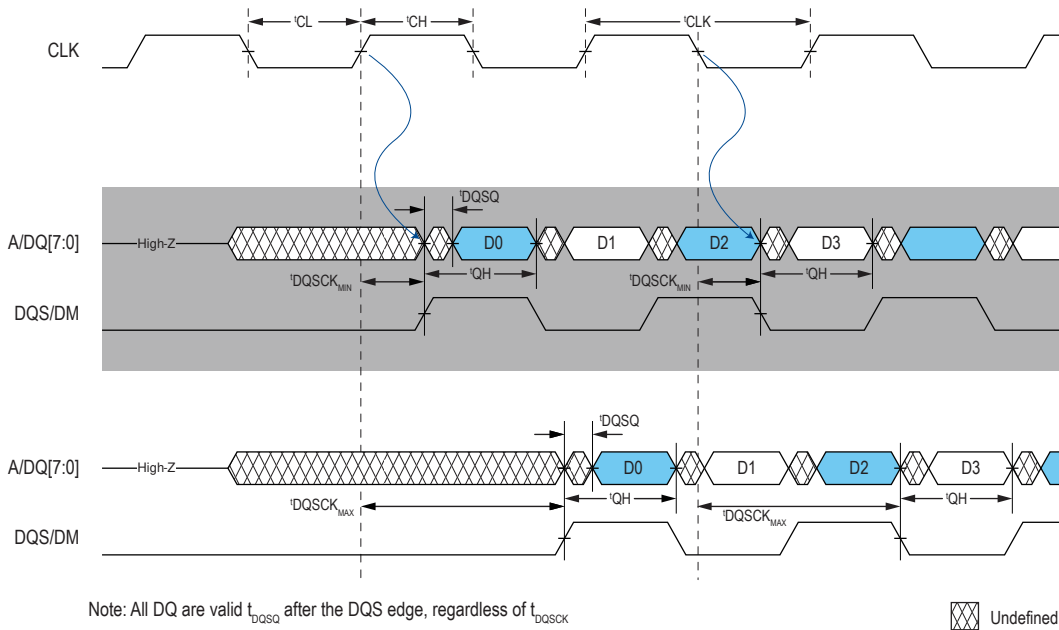 tCL
tCH
tCLK
CLK
tDQSQ
A/DQ[7:0]
High-Z
D0
D1
D2
D3
tDQSCKMIN
tQH
tDQSCKMIN
tQH
DQS/DM
tDQSQ
A/DQ[7:0]
High-Z
D0
D1
D2
D3
tDQSCKMAX
tQH
tDQSCKMAX
tQH
DQS/DM
Note: All DQ are valid tDQSQ after the DQS edge, regardless of tDQSCK
Undefined